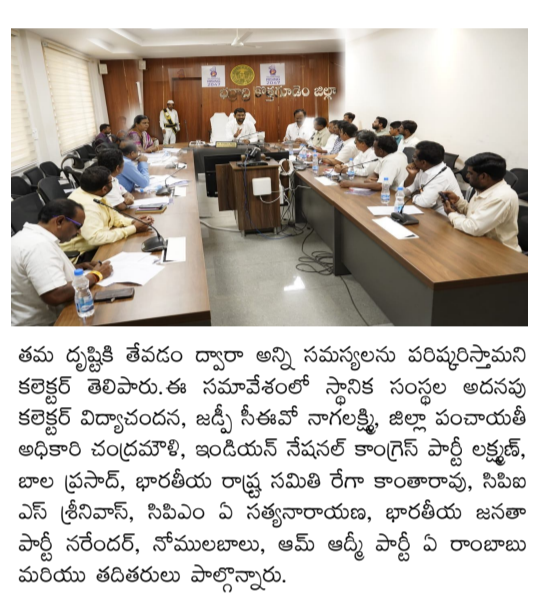 భద్రాద్రి కొత్తగూడెం జిల్లా
తమ దృష్టికి తేవడం ద్వారా అన్ని సమస్యలను పరిష్కరిస్తామని
కలెక్టర్ తెలిపారు.ఈ సమావేశంలో స్థానిక సంస్థల అదనపు
కలెక్టర్ విద్యాచందన, జడ్పీ సీఈవో నాగలక్ష్మి, జిల్లా పంచాయతీ
అధికారి చంద్రమౌళి, ఇండియన్ నేషనల్ కాంగ్రెస్ పార్టీ లక్ష్మణ్,
బాల ప్రసాద్, భారతీయ రాష్ట్ర సమితి రేగా కాంతారావు, సిపిఐ
ఎస్ శ్రీనివాస్, సిపిఎం ఏ సత్యనారాయణ, భారతీయ జనతా
పార్టీ నరేందర్, నోములబాలు, ఆమ్ ఆద్మీ పార్టీ ఏ రాంబాబు
మరియు తదితరులు పాల్గొన్నారు.